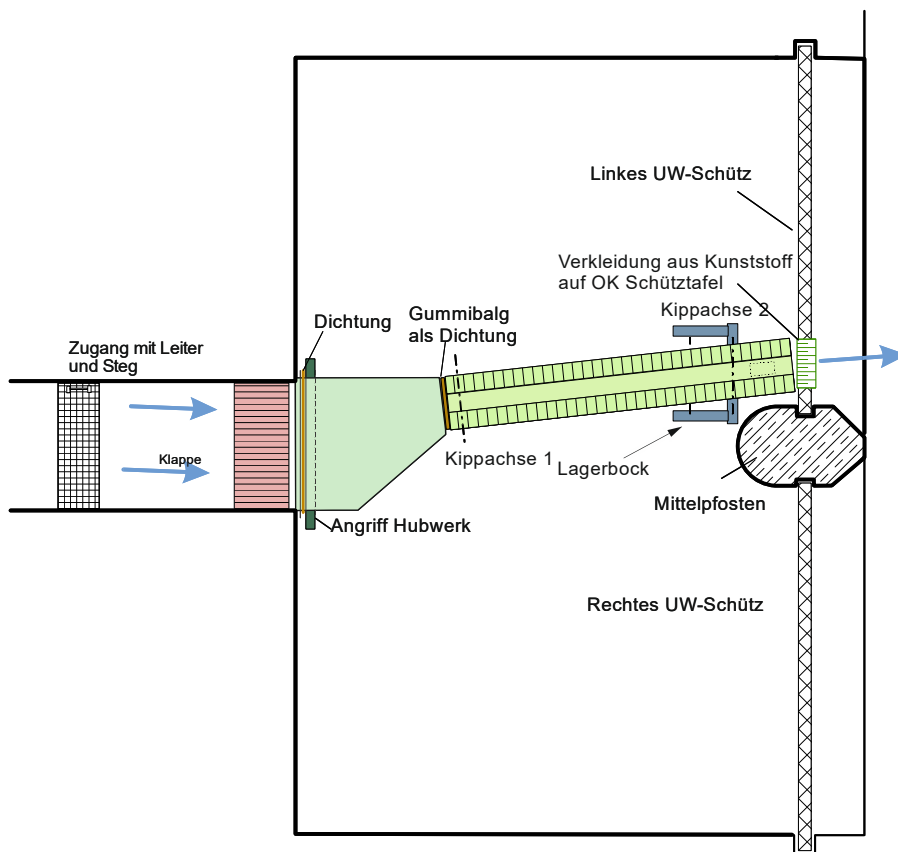 Linkes UW-Schütz
Verkleidung aus Kunststoff
auf OK Schütztafel
Kippachse 2
Gummibalg
als Dichtung
Dichtung
Zugang mit Leiter
und Steg
Klappe
Kippachse 1
Lagerbock
Mittelpfosten
Angriff Hubwerk
Rechtes UW-Schütz